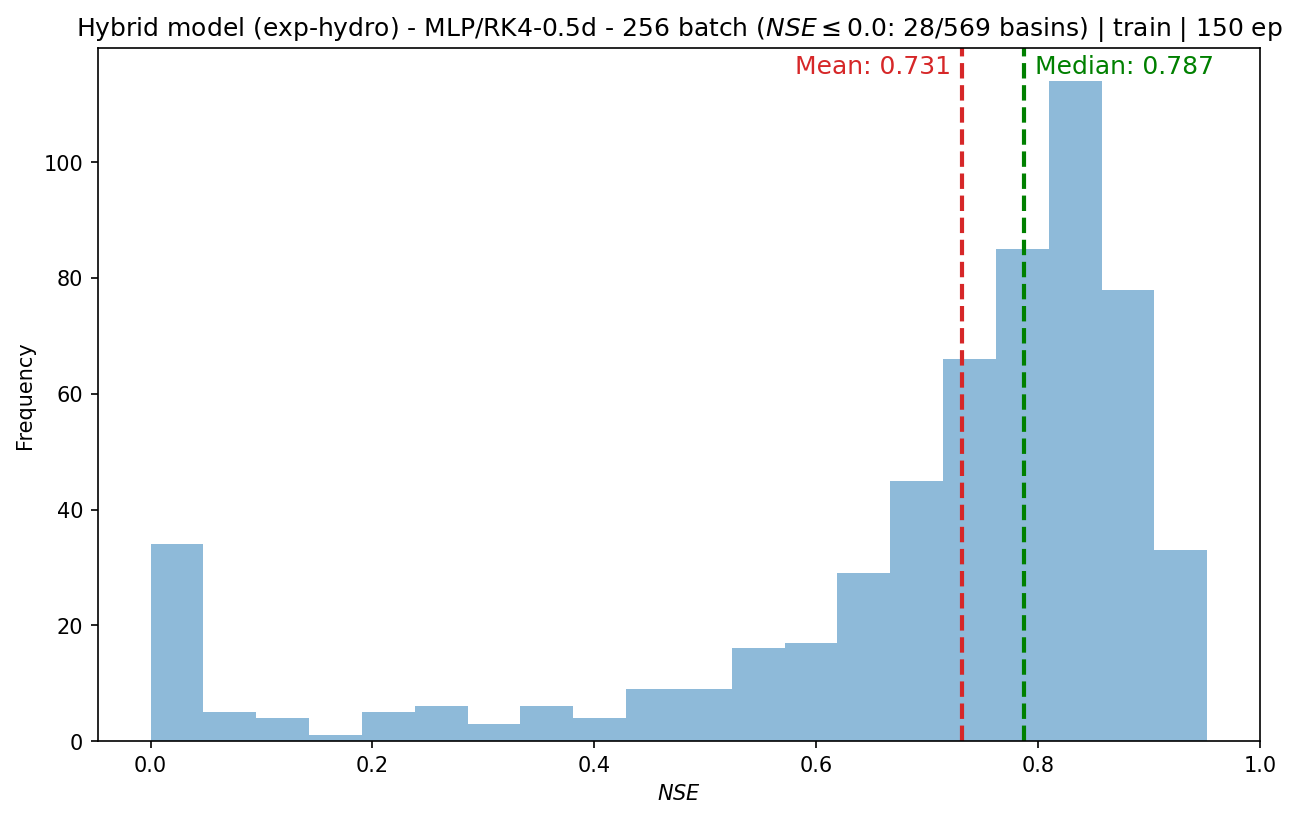 Hybrid model (exp-hydro) - MLP/RK4-0.5d - 256 batch (NSE ≤ 0.0: 28/569 basins) | train | 150 ep
Mean: 0.731 Median: 0.787
100
80
60
40
20
0
Frequency
0.0 0.2 0.4 0.6 0.8 1.0
NSE